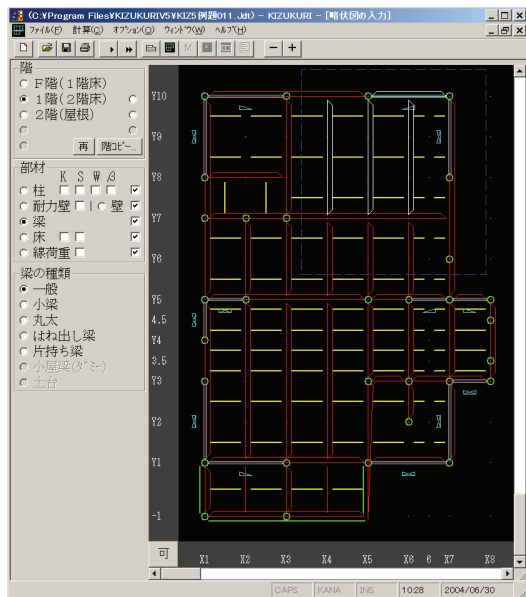 (C:¥Program Files¥KIZUKURIV5¥KIZ5例題011.Jdt) - KIZUKURI - [略伏図の入力]
ファイル(F) 計算(C) オプション(O) ウィンドウ(W) ヘルプ(H)
階
F階(1階床)
1階(2階床)
2階(屋根)
再 階コピー...
部材
K S W β
柱
耐力壁 | 壁
梁
床
線荷重
梁の種類
一般
小梁
丸太
はね出し梁
片持ち梁
小屋梁(ダミー)
土台
Y10
Y9
Y8
Y7
Y6
Y5
4.5
Y4
3.5
Y3
Y2
Y1
-1
可 X1 X2 X3 X4 X5 X6 6 X7 X8
CAPS KANA INS 10:28 2004/06/30